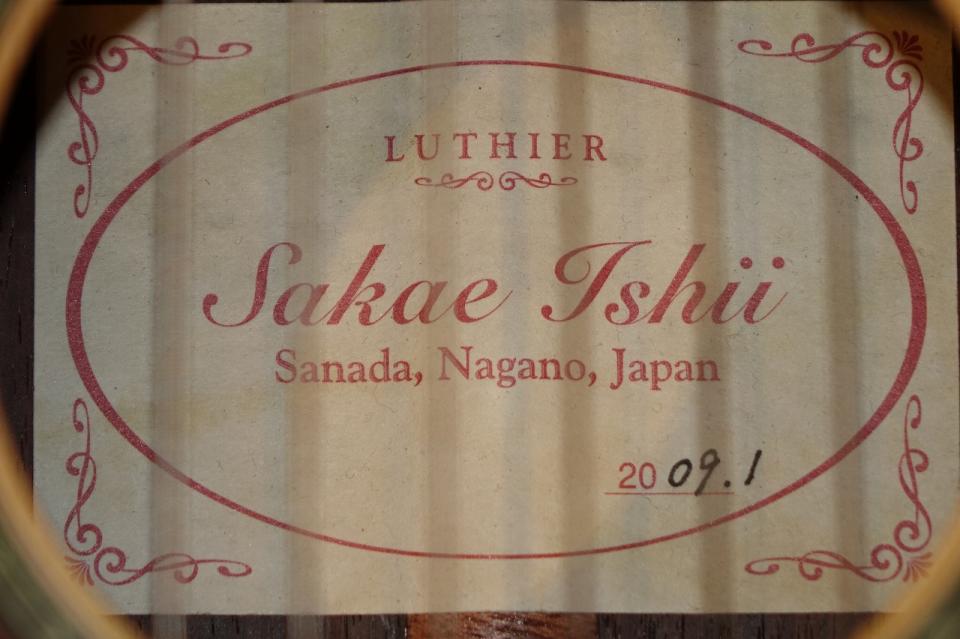 LUTHIER
Sakae Ishii
Sanada, Nagano, Japan
2009.1